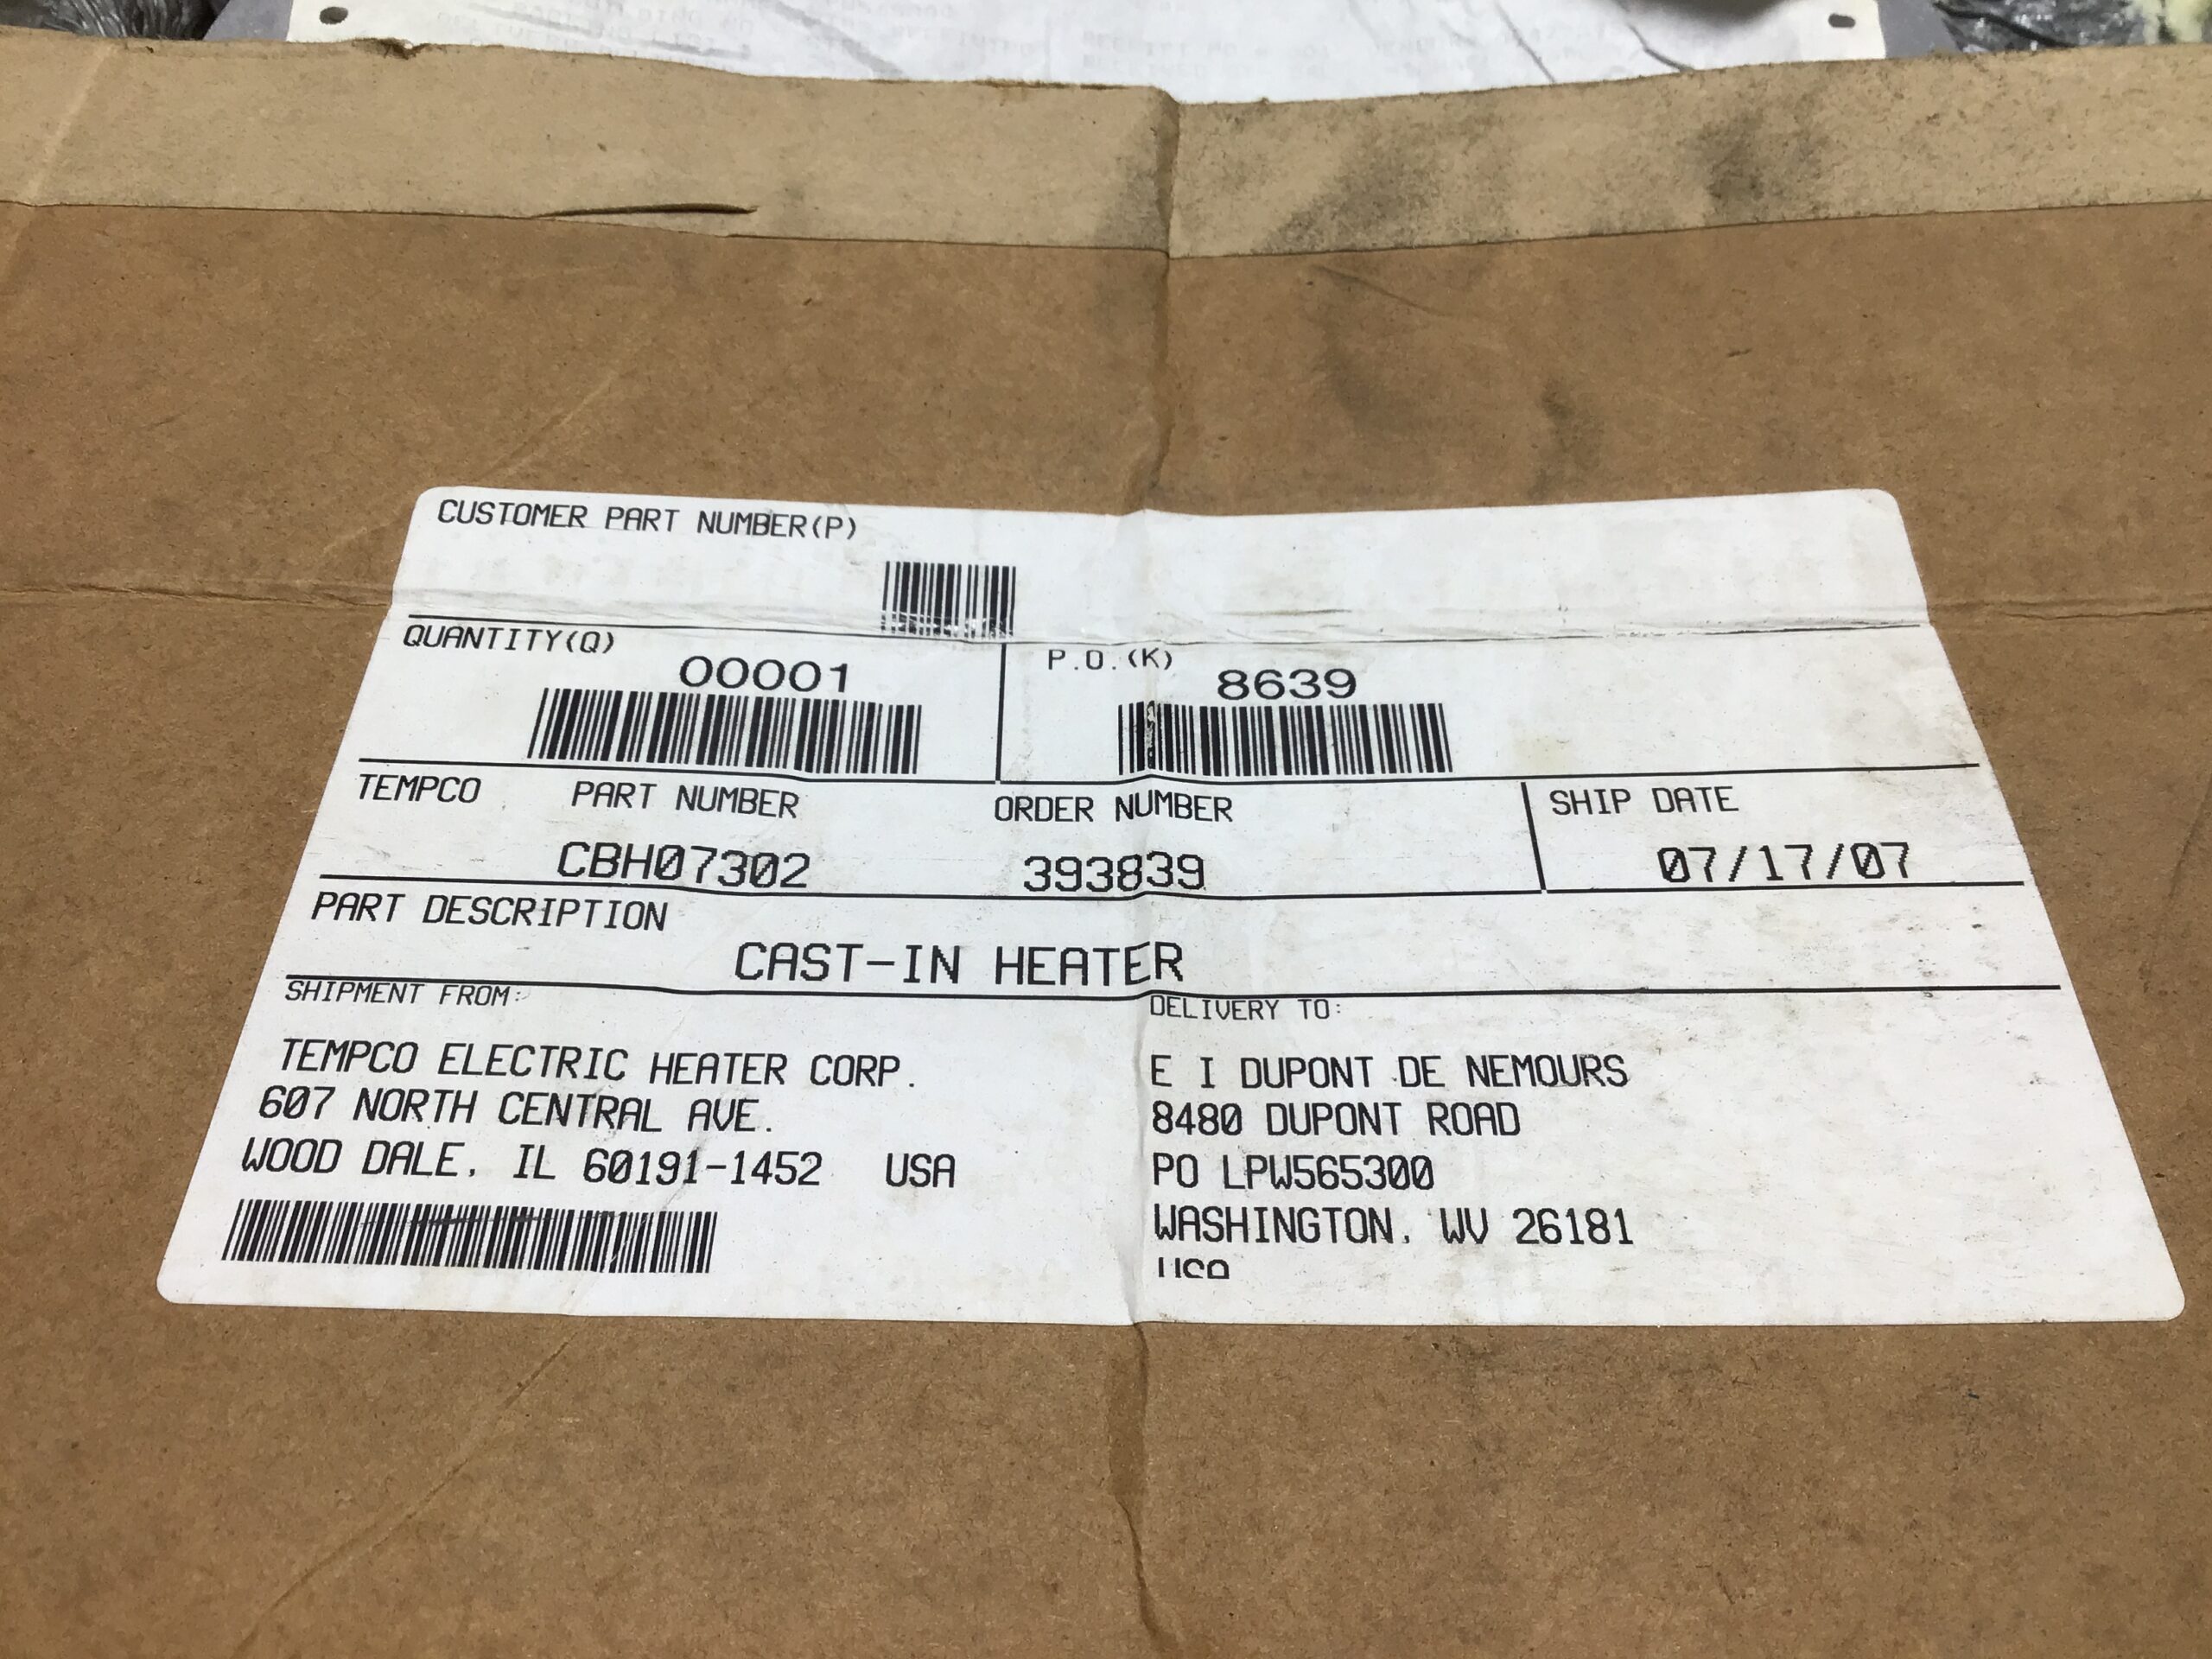 CUSTOMER PART NUMBER(P)
QUANTITY(Q)
00001
P.O.(K)
8639
TEMPCO PART NUMBER ORDER NUMBER SHIP DATE
CBH07302 393839 07/17/07
PART DESCRIPTION
CAST-IN HEATER
SHIPMENT FROM:
TEMPCO ELECTRIC HEATER CORP.
607 NORTH CENTRAL AVE.
WOOD DALE, IL 60191-1452 USA
DELIVERY TO:
E I DUPONT DE NEMOURS
8480 DUPONT ROAD
PO LPW565300
WASHINGTON, WV 26181